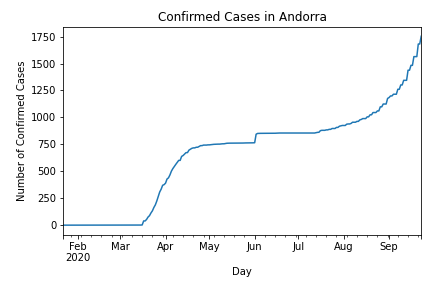 Confirmed Cases in Andorra
Number of Confirmed Cases
1750
1500
1250
1000
750
500
250
0
Feb Mar Apr May Jun Jul Aug Sep
2020
Day